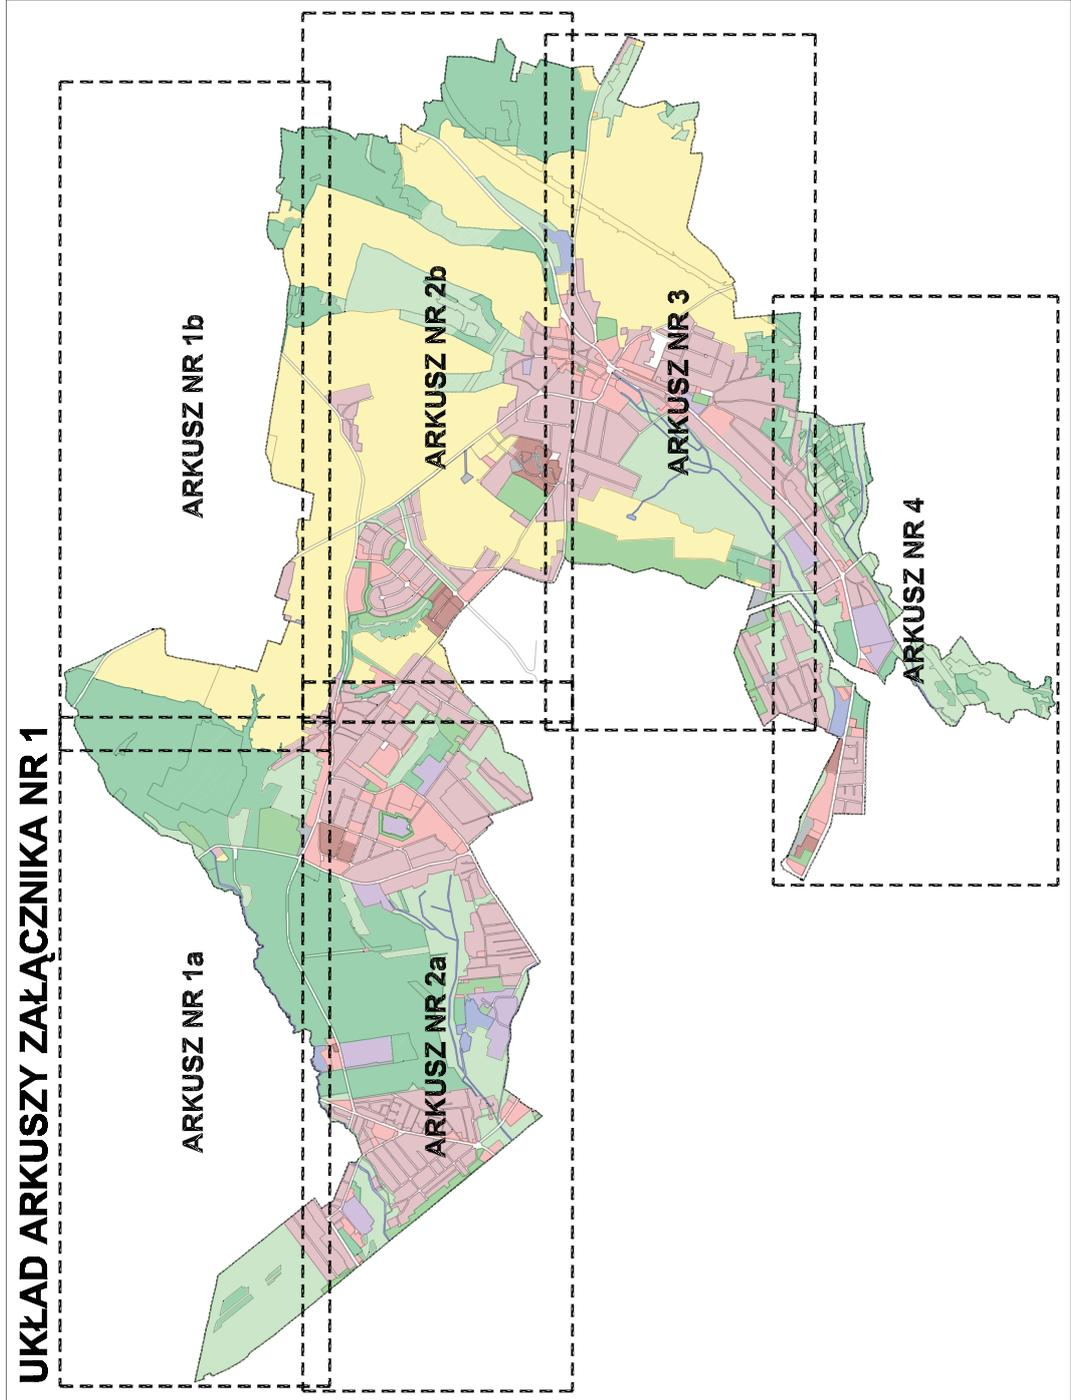 UKŁAD ARKUSZY ZAŁĄCZNIKA NR 1
ARKUSZ NR 1a
ARKUSZ NR 1b
ARKUSZ NR 2a
ARKUSZ NR 2b
ARKUSZ NR 3
ARKUSZ NR 4